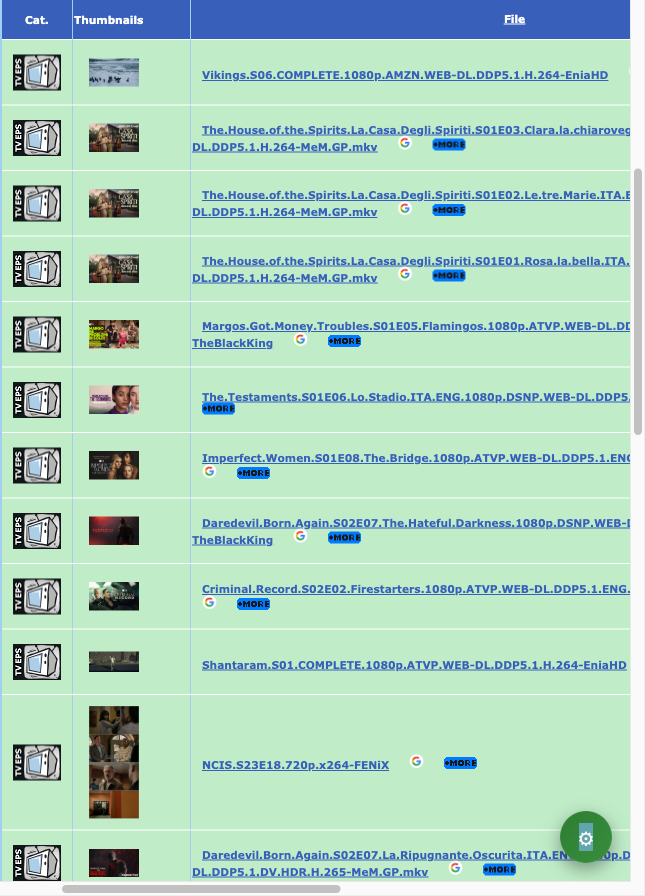 Cat.
Thumbnails
File
TV EPS
Vikings.S06.COMPLETE.1080p.AMZN.WEB-DL.DDP5.1.H.264-EniaHD
TV EPS
CASA
SPIRITI
The.House.of.the.Spirits.La.Casa.Degli.Spiriti.S01E03.Clara.la.chiaroveg
DL.DDP5.1.H.264-MeM.GP.mkv
+MORE
TV EPS
CASA
SPIRITI
The.House.of.the.Spirits.La.Casa.Degli.Spiriti.S01E02.Le.tre.Marie.ITA.E
DL.DDP5.1.H.264-MeM.GP.mkv
+MORE
TV EPS
CASA
SPIRITI
The.House.of.the.Spirits.La.Casa.Degli.Spiriti.S01E01.Rosa.la.bella.ITA.
DL.DDP5.1.H.264-MeM.GP.mkv
+MORE
TV EPS
MARGO
Margos.Got.Money.Troubles.S01E05.Flamingos.1080p.ATVP.WEB-DL.DD
TheBlackKing
+MORE
TV EPS
The.Testaments.S01E06.Lo.Stadio.ITA.ENG.1080p.DSNP.WEB-DL.DDP5.
+MORE
TV EPS
Imperfect.Women.S01E08.The.Bridge.1080p.ATVP.WEB-DL.DDP5.1.ENG
+MORE
TV EPS
Daredevil.Born.Again.S02E07.The.Hateful.Darkness.1080p.DSNP.WEB-D
TheBlackKing
+MORE
TV EPS
Criminal.Record.S02E02.Firestarters.1080p.ATVP.WEB-DL.DDP5.1.ENG.
+MORE
TV EPS
Shantaram.S01.COMPLETE.1080p.ATVP.WEB-DL.DDP5.1.H.264-EniaHD
TV EPS
NCIS.S23E18.720p.x264-FENiX
+MORE
TV EPS
Daredevil.Born.Again.S02E07.La.Ripugnante.Oscurita.ITA.EN
DL.DDP5.1.DV.HDR.H.265-MeM.GP.mkv
+MORE